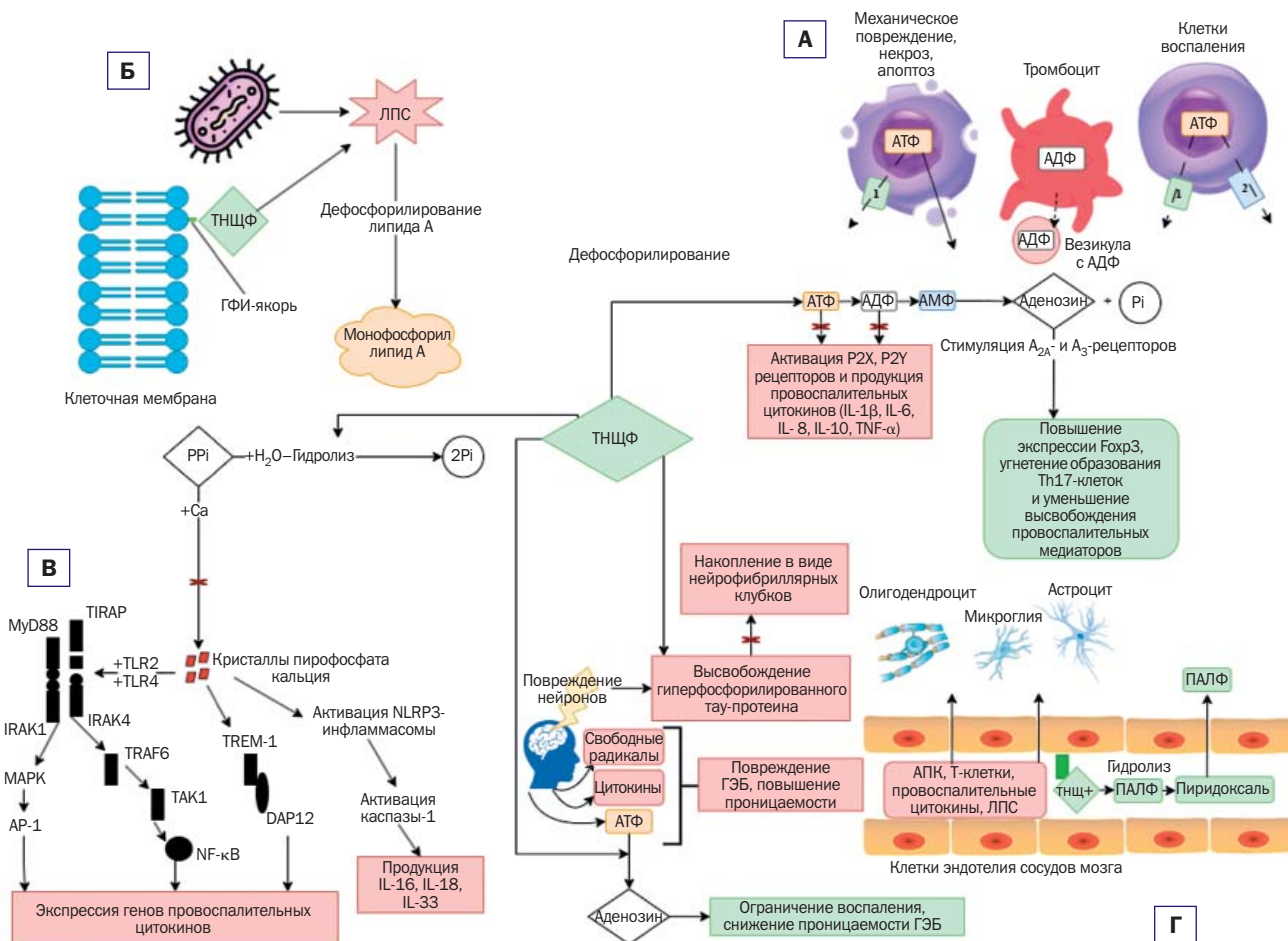 Б
ЛПС
ТНЩФ
Дефосфорилирование
липида А
ГФИ-якорь
Монофосфорил
липид А
Клеточная мембрана
А
Механическое
повреждение,
некроз,
апоптоз
Тромбоцит
Клетки
воспаления
АТФ
1
АДФ
АДФ
Везикула
с АДФ
АТФ
1
2
Дефосфорилирование
АТФ
АДФ
АМФ
Аденозин
+
Pi
Активация P2X, P2Y
рецепторов и продукция
провоспалительных
цитокинов (IL-1β, IL-6,
IL- 8, IL-10, TNF-α)
Стимуляция A2A- и A3-рецепторов
Повышение
экспрессии Foxp3,
угнетение образования
Th17-клеток
и уменьшение
высвобождения
провоспалительных
медиаторов
ТНЩФ
PPi
+H2O–Гидролиз
2Pi
+Ca
В
MyD88
TIRAP
+TLR2
+TLR4
Кристаллы пирофосфата
кальция
IRAK1
IRAK4
TRAF6
MAPK
TAK1
AP-1
NF-κB
TREM-1
DAP12
Активация NLRP3-
инфламмасомы
Активация
каспазы-1
Продукция
IL-16, IL-18,
IL-33
Экспрессия генов провоспалительных
цитокинов
Накопление в виде
нейрофибриллярных
клубков
Повреждение
нейронов
Высвобождение
гиперфосфорилированного
тау-протеина
Свободные
радикалы
Цитокины
АТФ
Повреждение
ГЭБ, повышение
проницаемости
Аденозин
Ограничение воспаления,
снижение проницаемости ГЭБ
Олигодендроцит
Микроглия
Астроцит
ПАЛФ
АПК, Т-клетки,
провоспалительные
цитокины, ЛПС
тнщ+
Гидролиз
ПАЛФ
Пиридоксаль
Клетки эндотелия сосудов мозга
Г